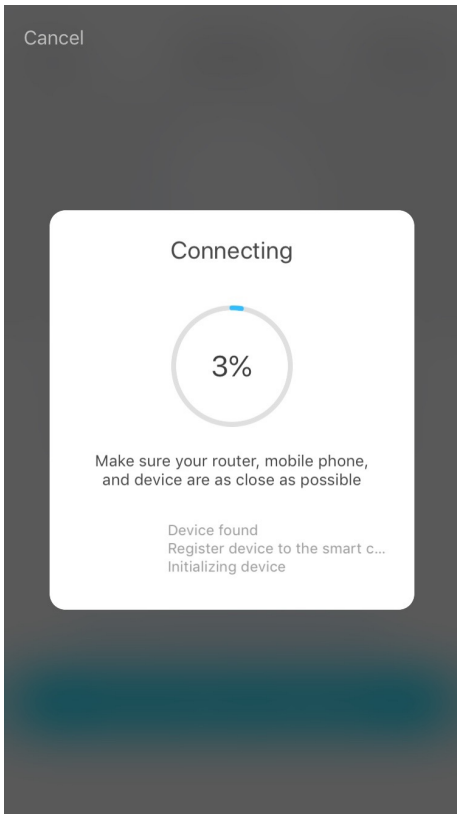 Cancel
Connecting
3%
Make sure your router, mobile phone,
and device are as close as possible
Device found
Register device to the smart c...
Initializing device